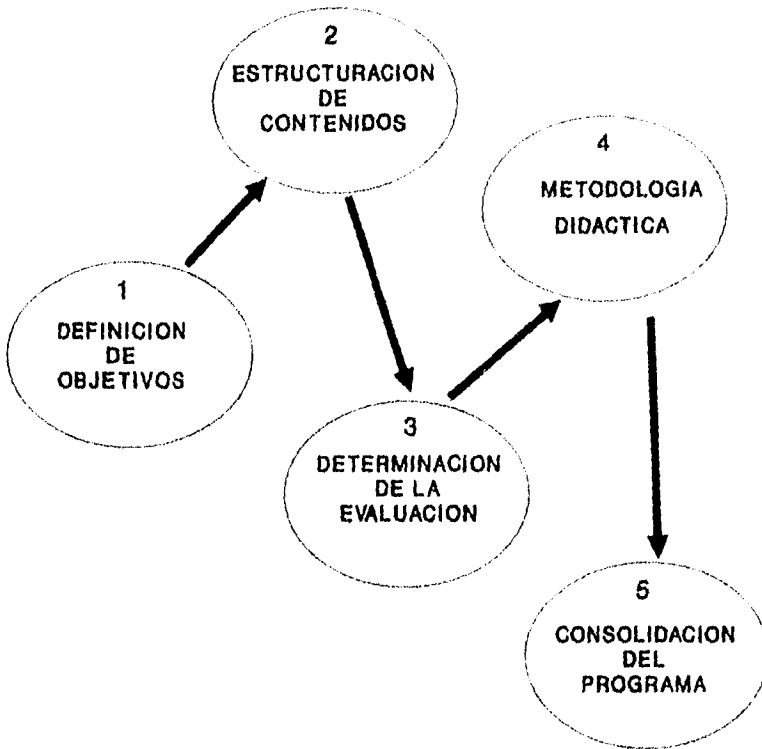 1
DEFINICION
DE
OBJETIVOS
2
ESTRUCTURACION
DE
CONTENIDOS
3
DETERMINACION
DE LA
EVALUACION
4
METODOLOGIA
DIDACTICA
5
CONSOLIDACION
DEL
PROGRAMA